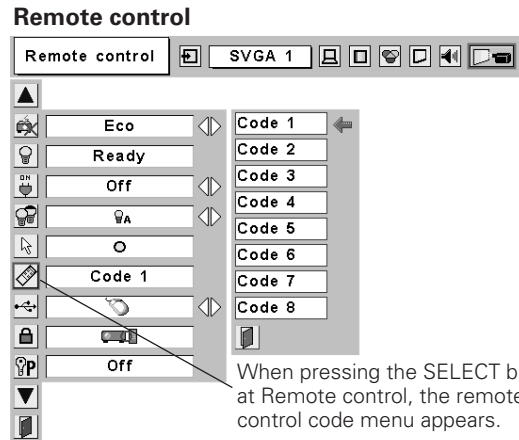 Remote control
Remote control SVGA 1
Eco
Ready
ON
Off
A
Code 1
P
Off
Code 1
Code 2
Code 3
Code 4
Code 5
Code 6
Code 7
Code 8
When pressing the SELECT
at Remote control, the remote
control code menu appears.